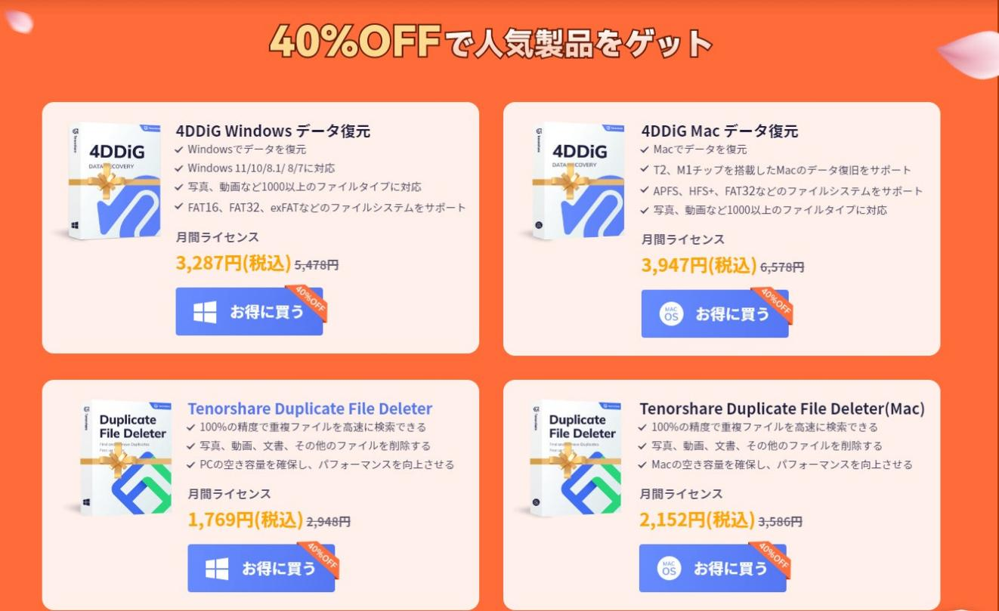 40%OFFで人気製品をゲット
4DDiG
DATA RECOVERY
4DDiG Windows データ復元
Windowsでデータを復元
Windows 11/10/8.1/ 8/7に対応
写真、動画など1000以上のファイルタイプに対応
FAT16、FAT32、exFATなどのファイルシステムをサポート
月間ライセンス
3,287円(税込) 5,478円
お得に買う
40%OFF
4DDiG
DATA RECOVERY
4DDiG Mac データ復元
Macでデータを復元
T2、M1チップを搭載したMacのデータ復旧をサポート
APFS、HFS+、FAT32などのファイルシステムをサポート
写真、動画など1000以上のファイルタイプに対応
月間ライセンス
3,947円(税込) 6,578円
MAC
OS
お得に買う
40%OFF
Duplicate
File Deleter
Tenorshare Duplicate File Deleter
100%の精度で重複ファイルを高速に検索できる
写真、動画、文書、その他のファイルを削除する
PCの空き容量を確保し、パフォーマンスを向上させる
月間ライセンス
1,769円(税込) 2,948円
お得に買う
40%OFF
Duplicate
File Deleter
Tenorshare Duplicate File Deleter(Mac)
100%の精度で重複ファイルを高速に検索できる
写真、動画、文書、その他のファイルを削除する
Macの空き容量を確保し、パフォーマンスを向上させる
月間ライセンス
2,152円(税込) 3,586円
MAC
OS
お得に買う
40%OFF